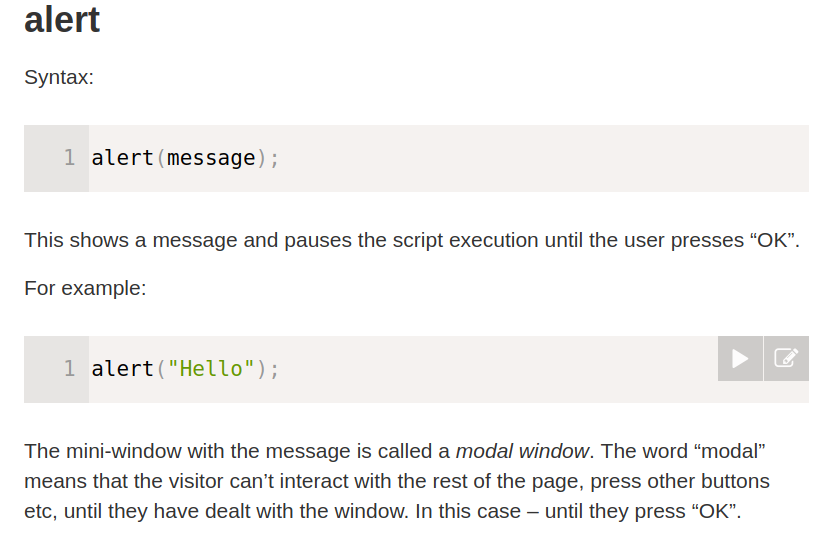 alert
Syntax:
1 alert(message);
This shows a message and pauses the script execution until the user presses “OK”.
For example:
1 alert("Hello");
The mini-window with the message is called a modal window. The word “modal”
means that the visitor can’t interact with the rest of the page, press other buttons
etc, until they have dealt with the window. In this case – until they press “OK”.